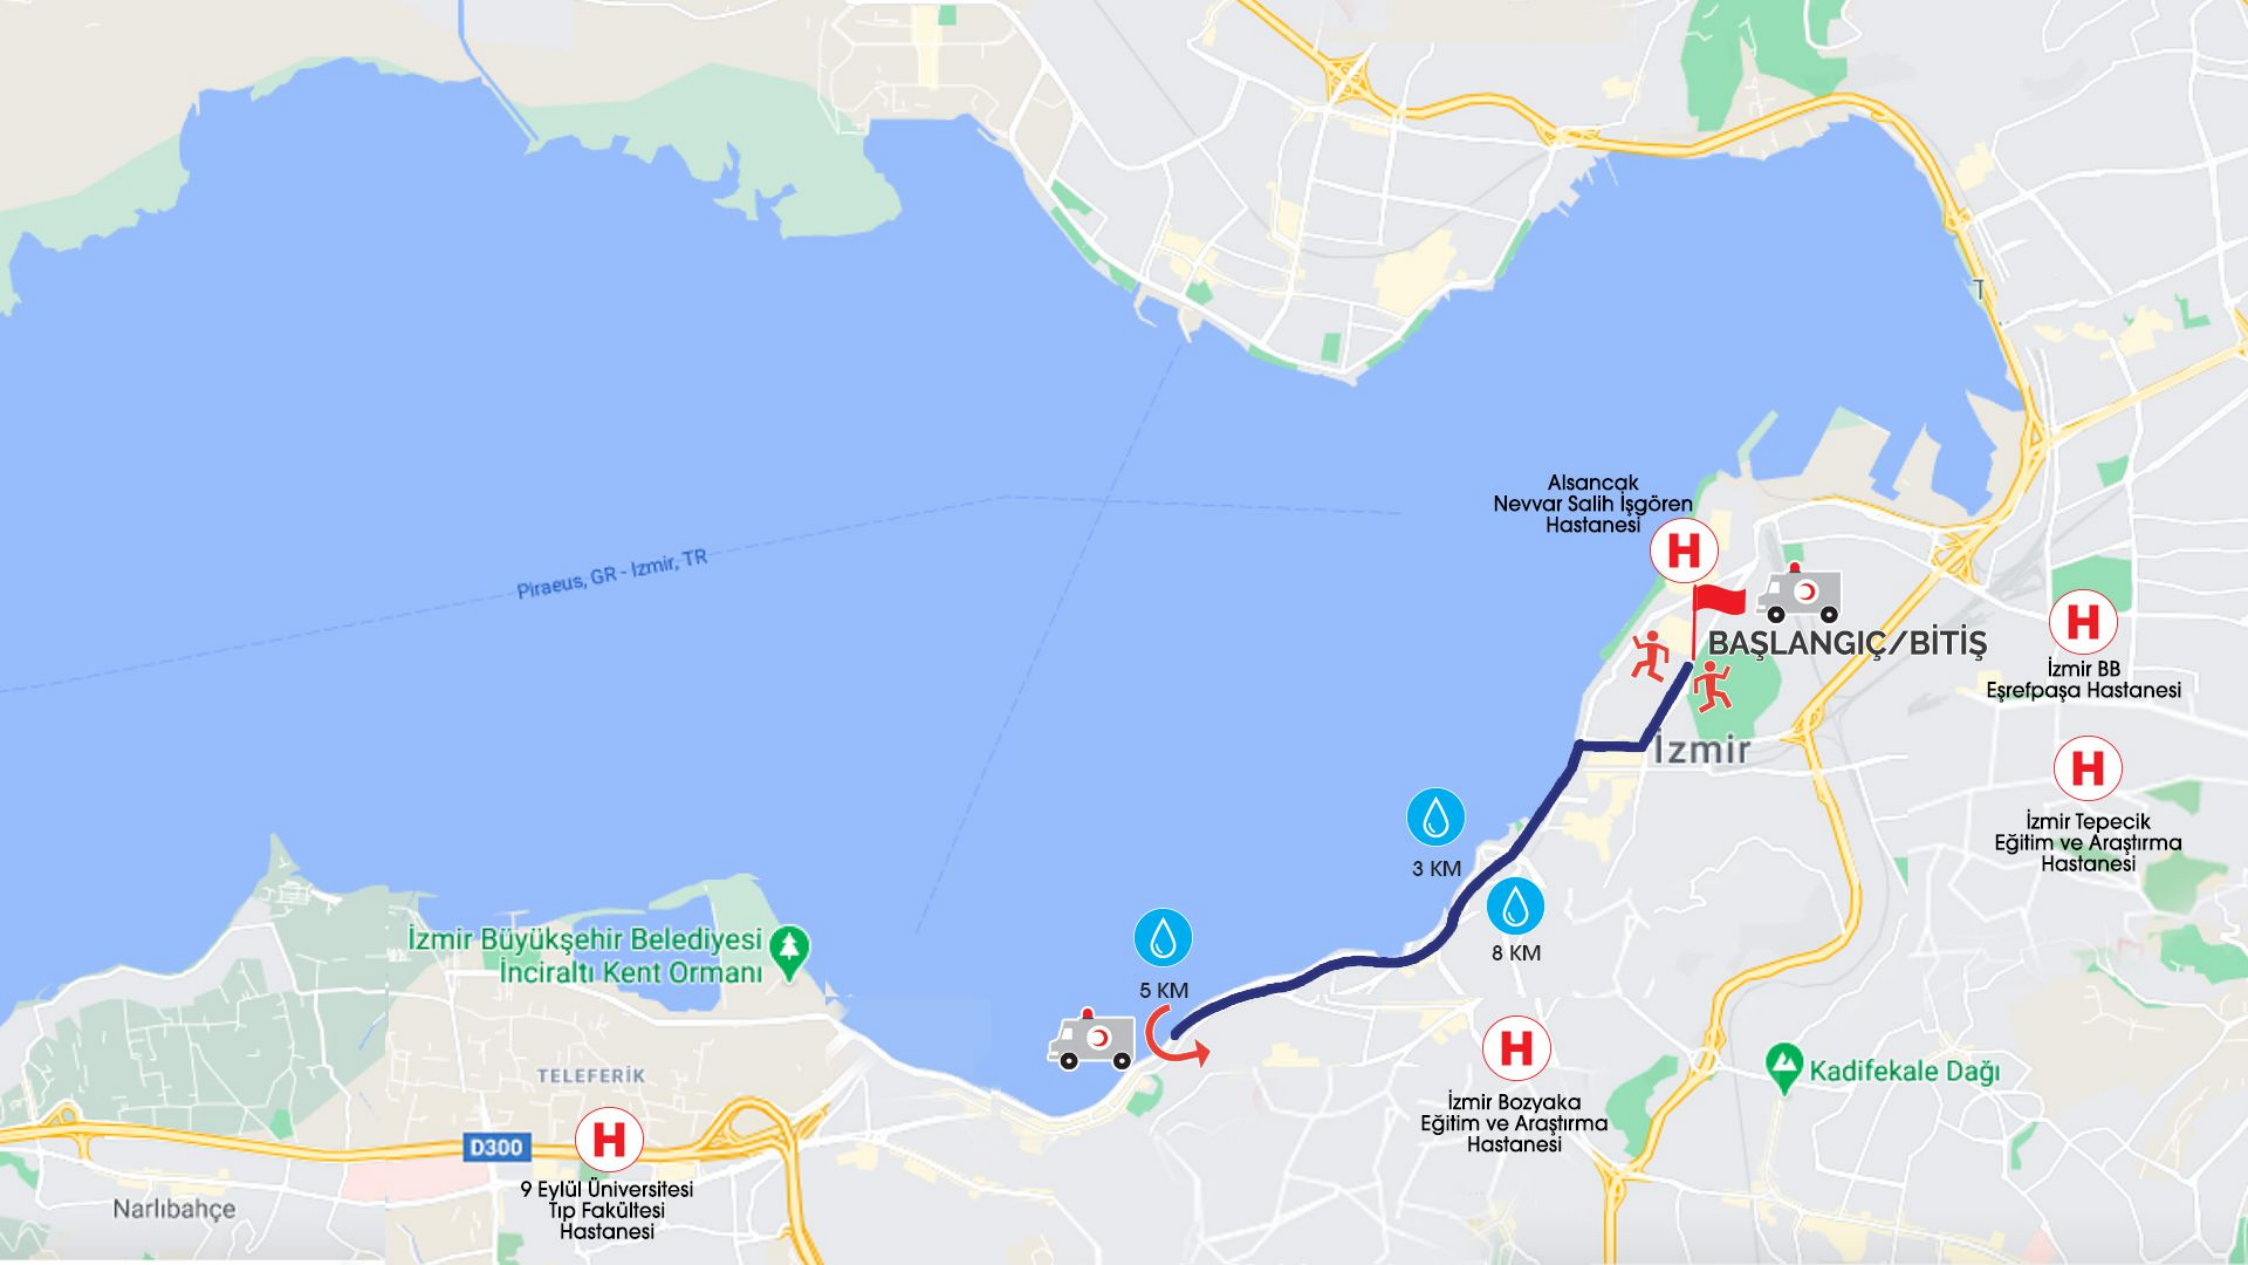 T
Alsancak
Nevvar Salih İşgören
Hastanesi
H
Piraeus, GR - Izmir, TR
BAŞLANGIÇ/BİTİŞ
H
İzmir BB
Eşrefpaşa Hastanesi
İzmir
H
İzmir Tepecik
Eğitim ve Araştırma
Hastanesi
3 KM
8 KM
5 KM
İzmir Büyükşehir Belediyesi
İnciraltı Kent Ormanı
H
İzmir Bozyaka
Eğitim ve Araştırma
Hastanesi
Kadifekale Dağı
TELEFERİK
D300
H
9 Eylül Üniversitesi
Tıp Fakültesi
Hastanesi
Narlıbahçe